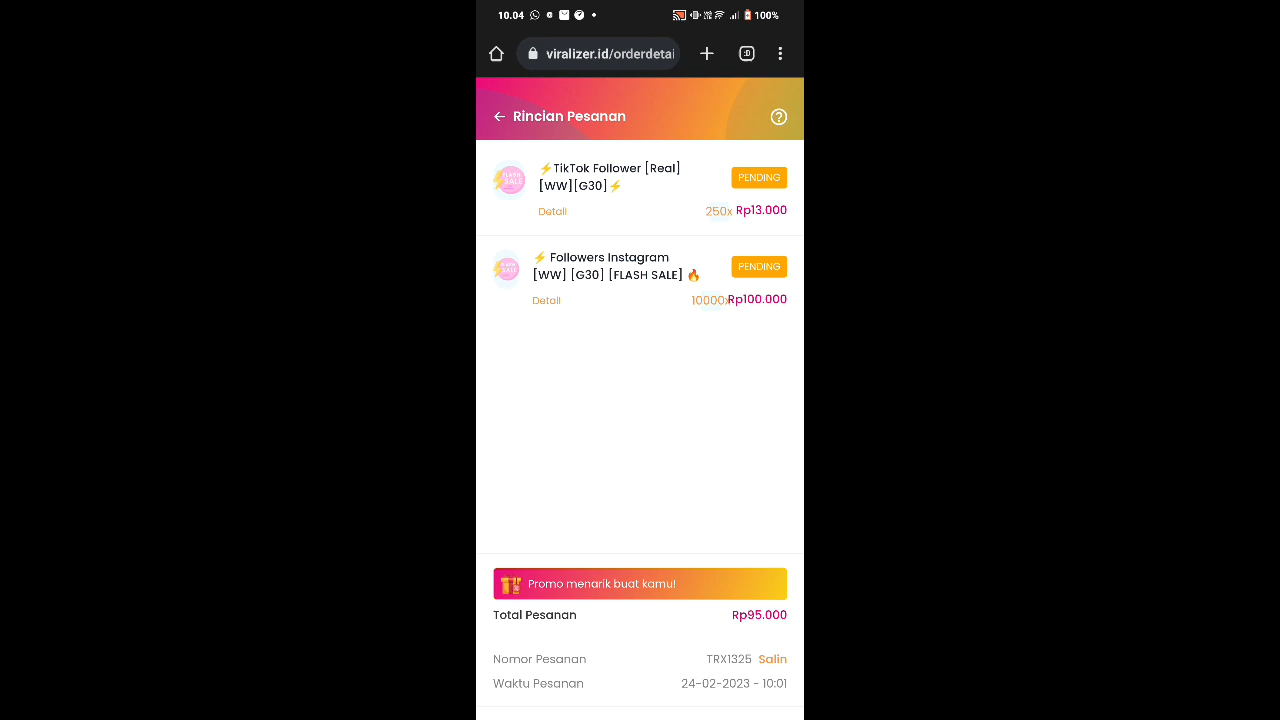 10.04
100%
viralizer.id/orderdetai
← Rincian Pesanan
⚡TikTok Follower [Real]
[WW][G30]⚡
PENDING
Detail
250x Rp13.000
⚡ Followers Instagram
[WW] [G30] [FLASH SALE] 🔥
PENDING
Detail
10000x Rp100.000
Promo menarik buat kamu!
Total Pesanan Rp95.000
Nomor Pesanan TRX1325 Salin
Waktu Pesanan 24-02-2023 - 10:01